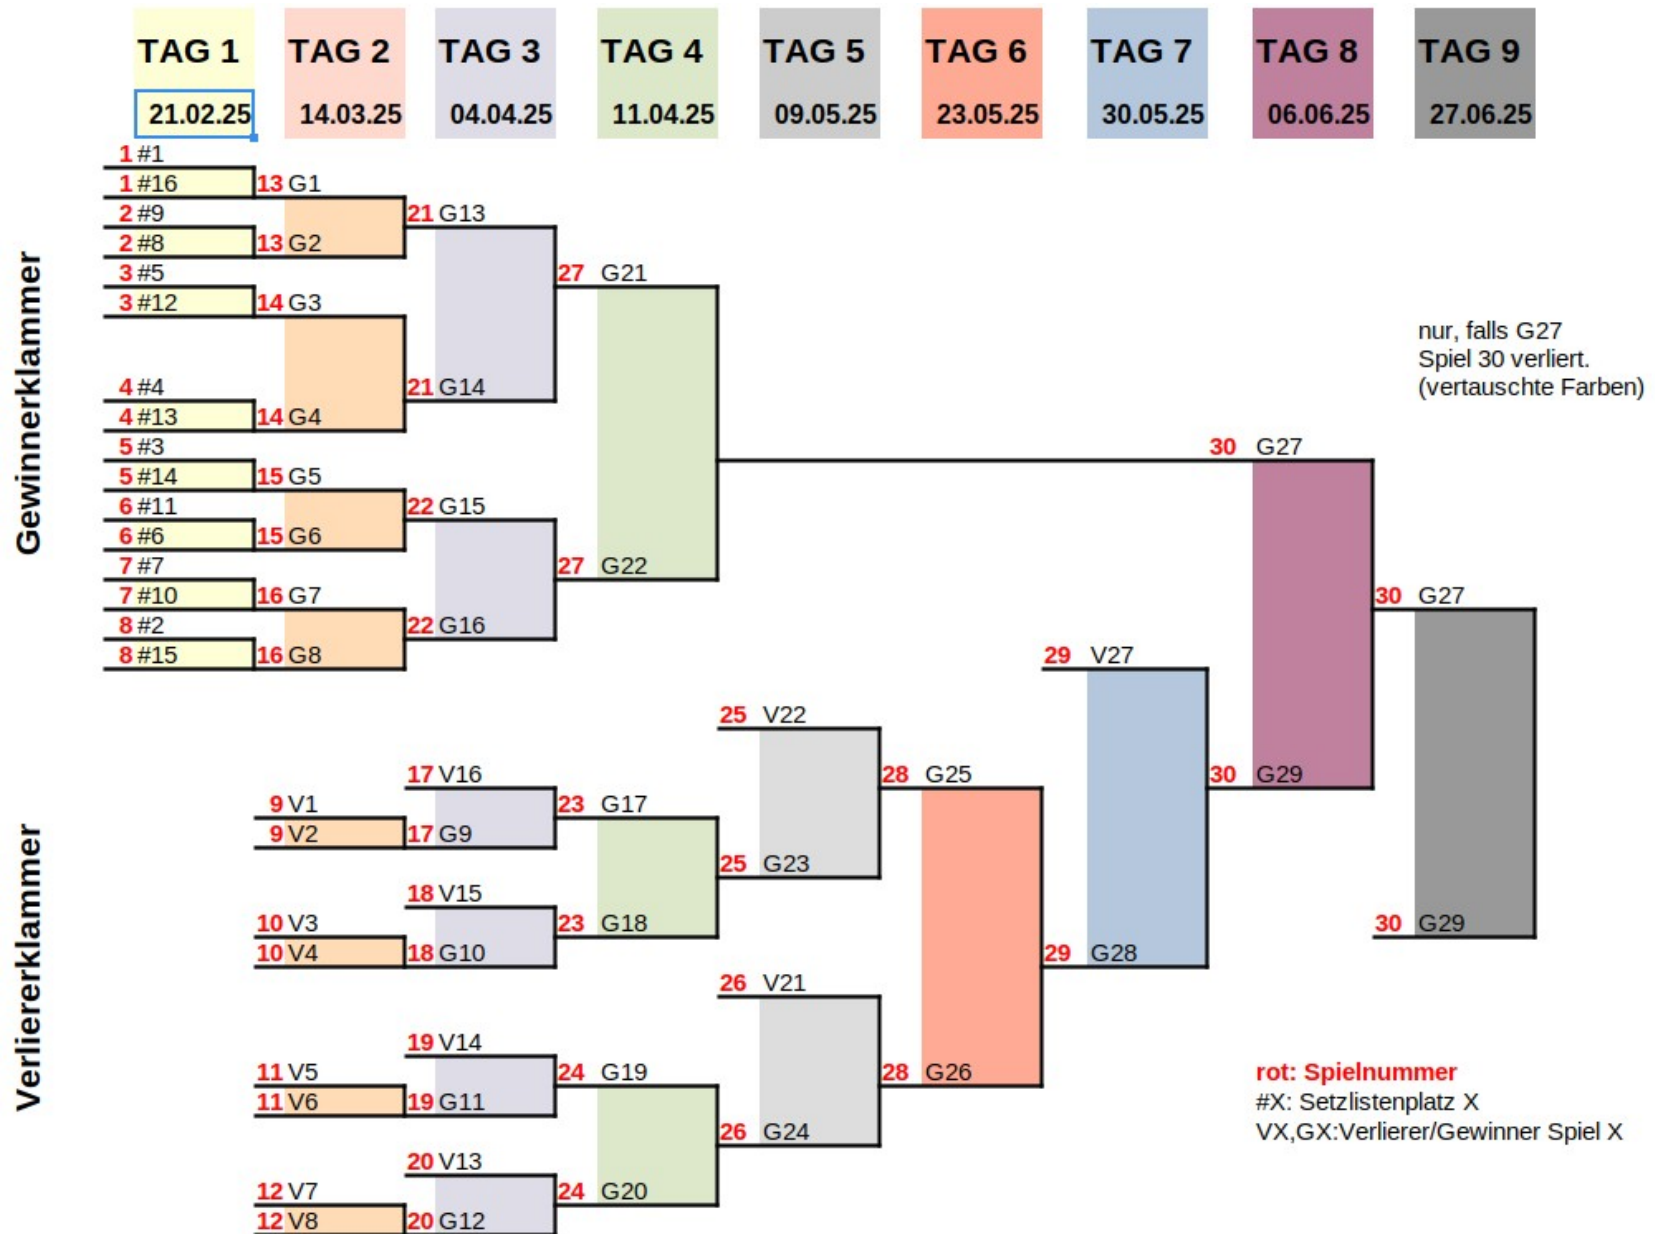 TAG 1 TAG 2 TAG 3 TAG 4 TAG 5 TAG 6 TAG 7 TAG 8 TAG 9
21.02.25 14.03.25 04.04.25 11.04.25 09.05.25 23.05.25 30.05.25 06.06.25 27.06.25
Gewinnerklammer
1 #1
1 #16 13 G1
2 #9 21 G13
2 #8 13 G2
3 #5 27 G21
3 #12 14 G3
nur, falls G27
Spiel 30 verliert.
(vertauschte Farben)
4 #4 21 G14
4 #13 14 G4
5 #3 30 G27
5 #14 15 G5
6 #11 22 G15
6 #6 15 G6
7 #7 27 G22
7 #10 16 G7 30 G27
8 #2 22 G16
8 #15 16 G8 29 V27
Verliererklammer
25 V22
17 V16 28 G25 30 G29
9 V1 23 G17
9 V2 17 G9
25 G23
18 V15
10 V3 23 G18 30 G29
10 V4 18 G10 29 G28
26 V21
19 V14
11 V5 24 G19 28 G26 rot: Spielnummer
11 V6 19 G11 #X: Setzlistenplatz X
26 G24 VX,GX:Verlierer/Gewinner Spiel X
20 V13
12 V7 24 G20
12 V8 20 G12